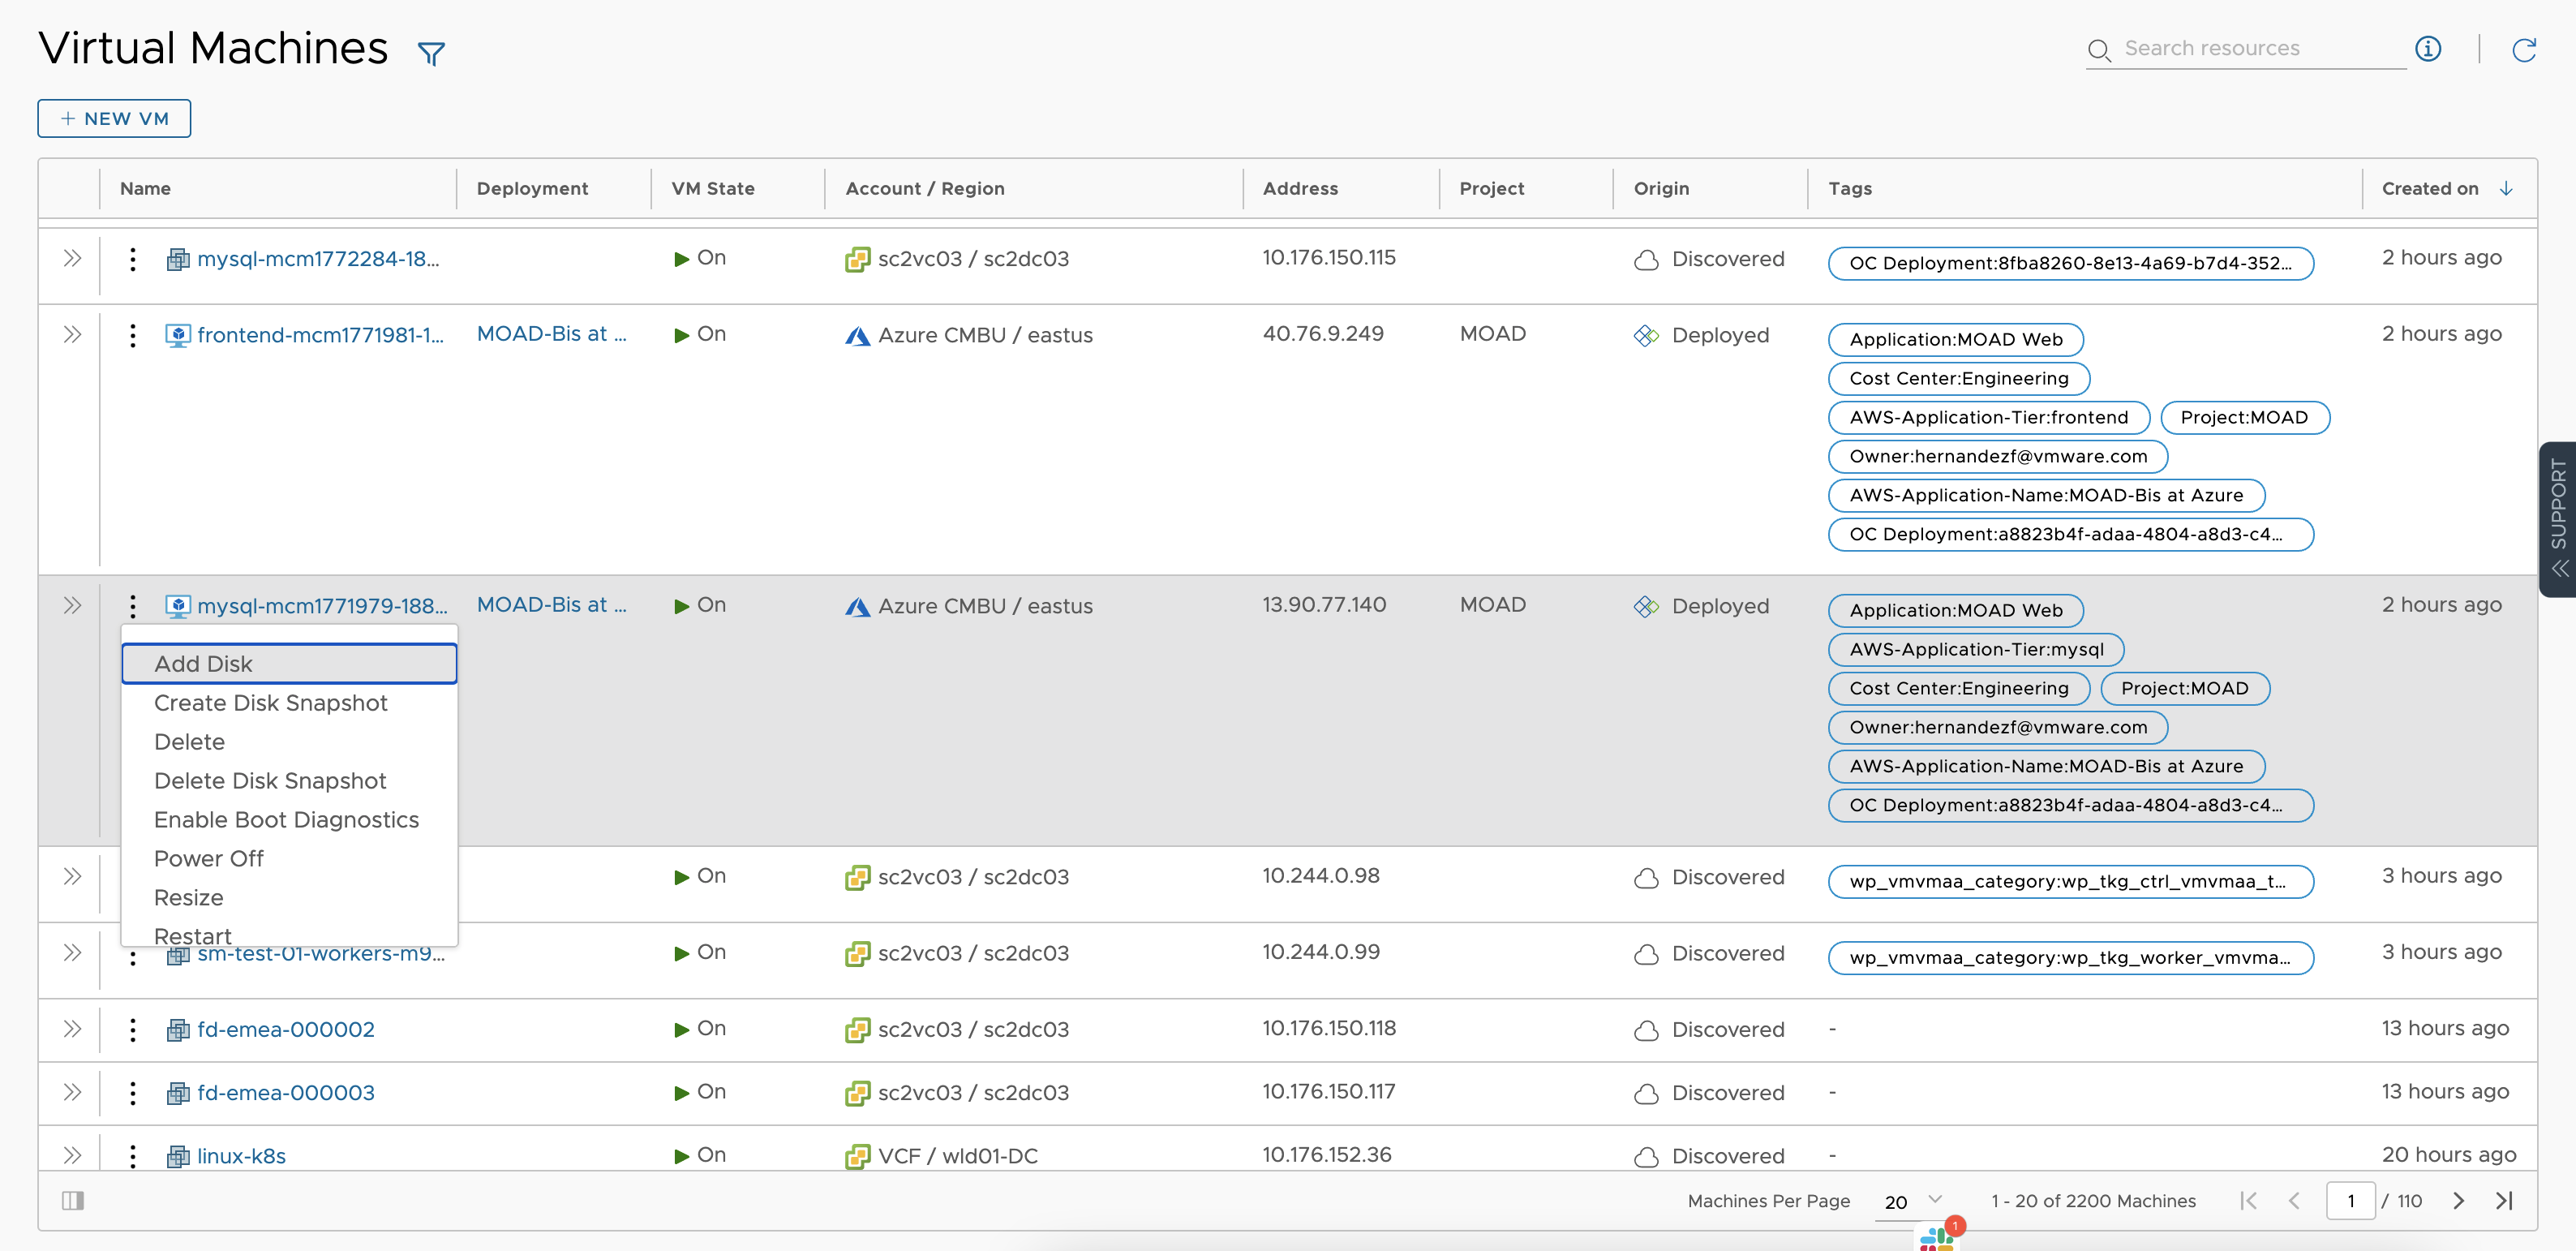 Virtual Machines
Search resources
+ NEW VM
Name Deployment VM State Account / Region Address Project Origin Tags Created on
mysql-mcm1772284-18... On sc2vc03 / sc2dc03 10.176.150.115 Discovered OC Deployment:8fba8260-8e13-4a69-b7d4-352... 2 hours ago
frontend-mcm1771981-1... MOAD-Bis at ... On Azure CMBU / eastus 40.76.9.249 MOAD Deployed Application:MOAD Web 2 hours ago
Cost Center:Engineering
AWS-Application-Tier:frontend Project:MOAD
Owner:hernandezf@vmware.com
AWS-Application-Name:MOAD-Bis at Azure
OC Deployment:a8823b4f-adaa-4804-a8d3-c4...
SUPPORT
mysql-mcm1771979-188... MOAD-Bis at ... On Azure CMBU / eastus 13.90.77.140 MOAD Deployed Application:MOAD Web 2 hours ago
AWS-Application-Tier:mysql
Cost Center:Engineering Project:MOAD
Owner:hernandezf@vmware.com
AWS-Application-Name:MOAD-Bis at Azure
OC Deployment:a8823b4f-adaa-4804-a8d3-c4...
Add Disk
Create Disk Snapshot
Delete
Delete Disk Snapshot
Enable Boot Diagnostics
Power Off
Resize
Restart
On sc2vc03 / sc2dc03 10.244.0.98 Discovered wp_vmvmaa_category:wp_tkg_ctrl_vmvmaa_t... 3 hours ago
sm-test-01-workers-m9... On sc2vc03 / sc2dc03 10.244.0.99 Discovered wp_vmvmaa_category:wp_tkg_worker_vmvma... 3 hours ago
fd-emea-000002 On sc2vc03 / sc2dc03 10.176.150.118 Discovered - 13 hours ago
fd-emea-000003 On sc2vc03 / sc2dc03 10.176.150.117 Discovered - 13 hours ago
linux-k8s On VCF / wld01-DC 10.176.152.36 Discovered - 20 hours ago
Machines Per Page 20 1 - 20 of 2200 Machines 1 / 110
1